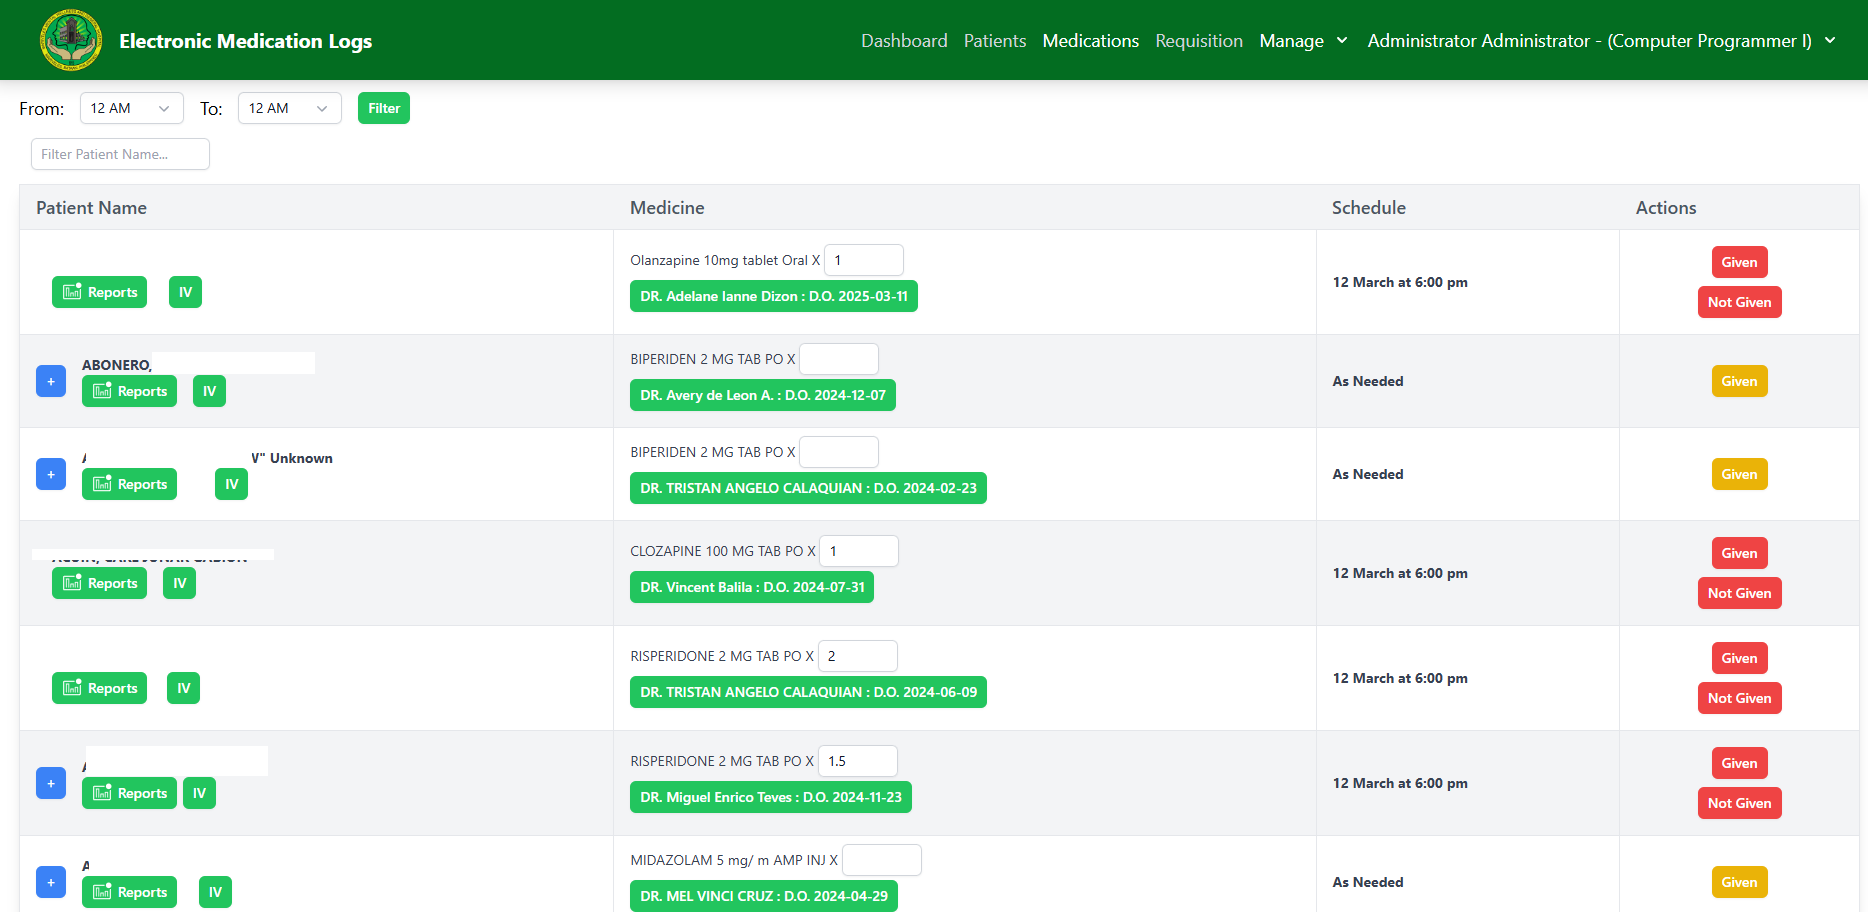 Electronic Medication Logs
Dashboard Patients Medications Requisition Manage Administrator Administrator - (Computer Programmer I)
From: 12 AM To: 12 AM Filter
Filter Patient Name...
Patient Name Medicine Schedule Actions
Olanzapine 10mg tablet Oral X 1
Reports IV
DR. Adelane Ianne Dizon : D.O. 2025-03-11
12 March at 6:00 pm
Given
Not Given
+
ABONERO,
Reports IV
BIPERIDEN 2 MG TAB PO X
DR. Avery de Leon A. : D.O. 2024-12-07
As Needed
Given
+
" Unknown
Reports IV
BIPERIDEN 2 MG TAB PO X
DR. TRISTAN ANGELO CALAQUIAN : D.O. 2024-02-23
As Needed
Given
Reports IV
CLOZAPINE 100 MG TAB PO X 1
DR. Vincent Balila : D.O. 2024-07-31
12 March at 6:00 pm
Given
Not Given
Reports IV
RISPERIDONE 2 MG TAB PO X 2
DR. TRISTAN ANGELO CALAQUIAN : D.O. 2024-06-09
12 March at 6:00 pm
Given
Not Given
+
Reports IV
RISPERIDONE 2 MG TAB PO X 1.5
DR. Miguel Enrico Teves : D.O. 2024-11-23
12 March at 6:00 pm
Given
Not Given
+
A
Reports IV
MIDAZOLAM 5 mg/ m AMP INJ X
DR. MEL VINCI CRUZ : D.O. 2024-04-29
As Needed
Given